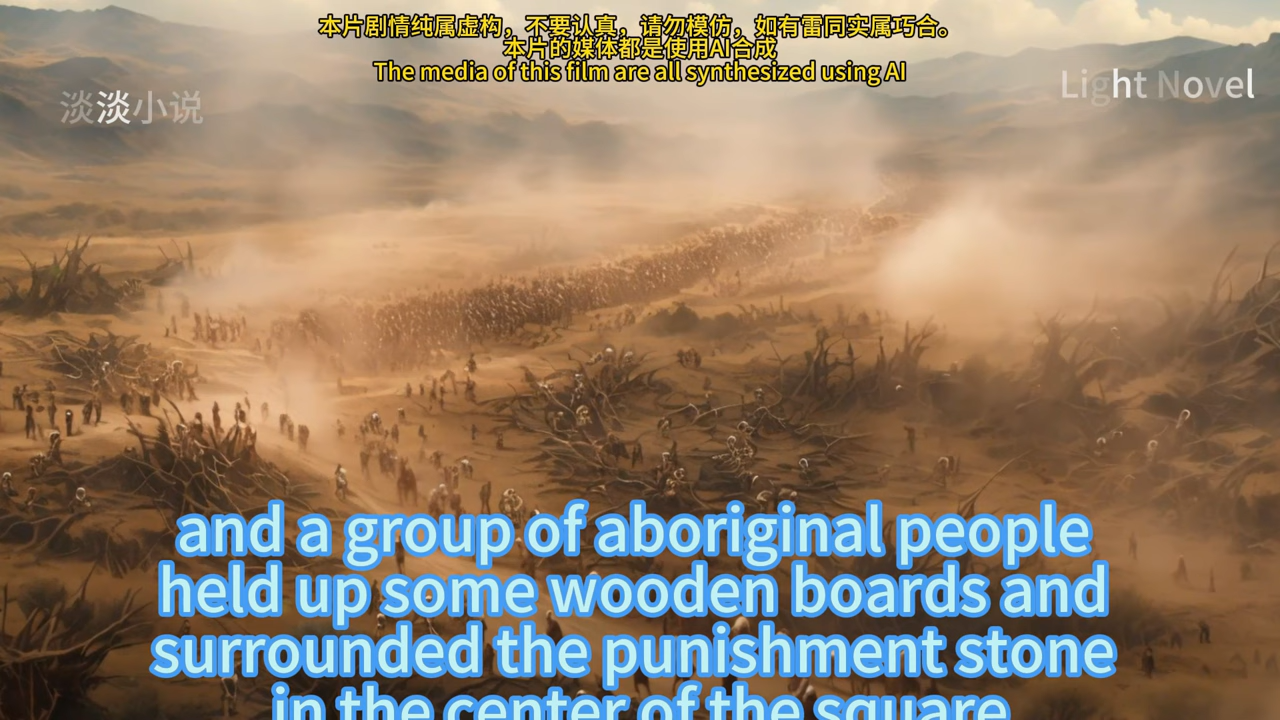 本片剧情纯属虚构，不要认真，请勿模仿，如有雷同实属巧合。
本片的媒体都是使用AI合成
The media of this film are all synthesized using AI
淡淡小说
Light Novel
and a group of aboriginal people
held up some wooden boards and
surrounded the punishment stone
in the center of the square